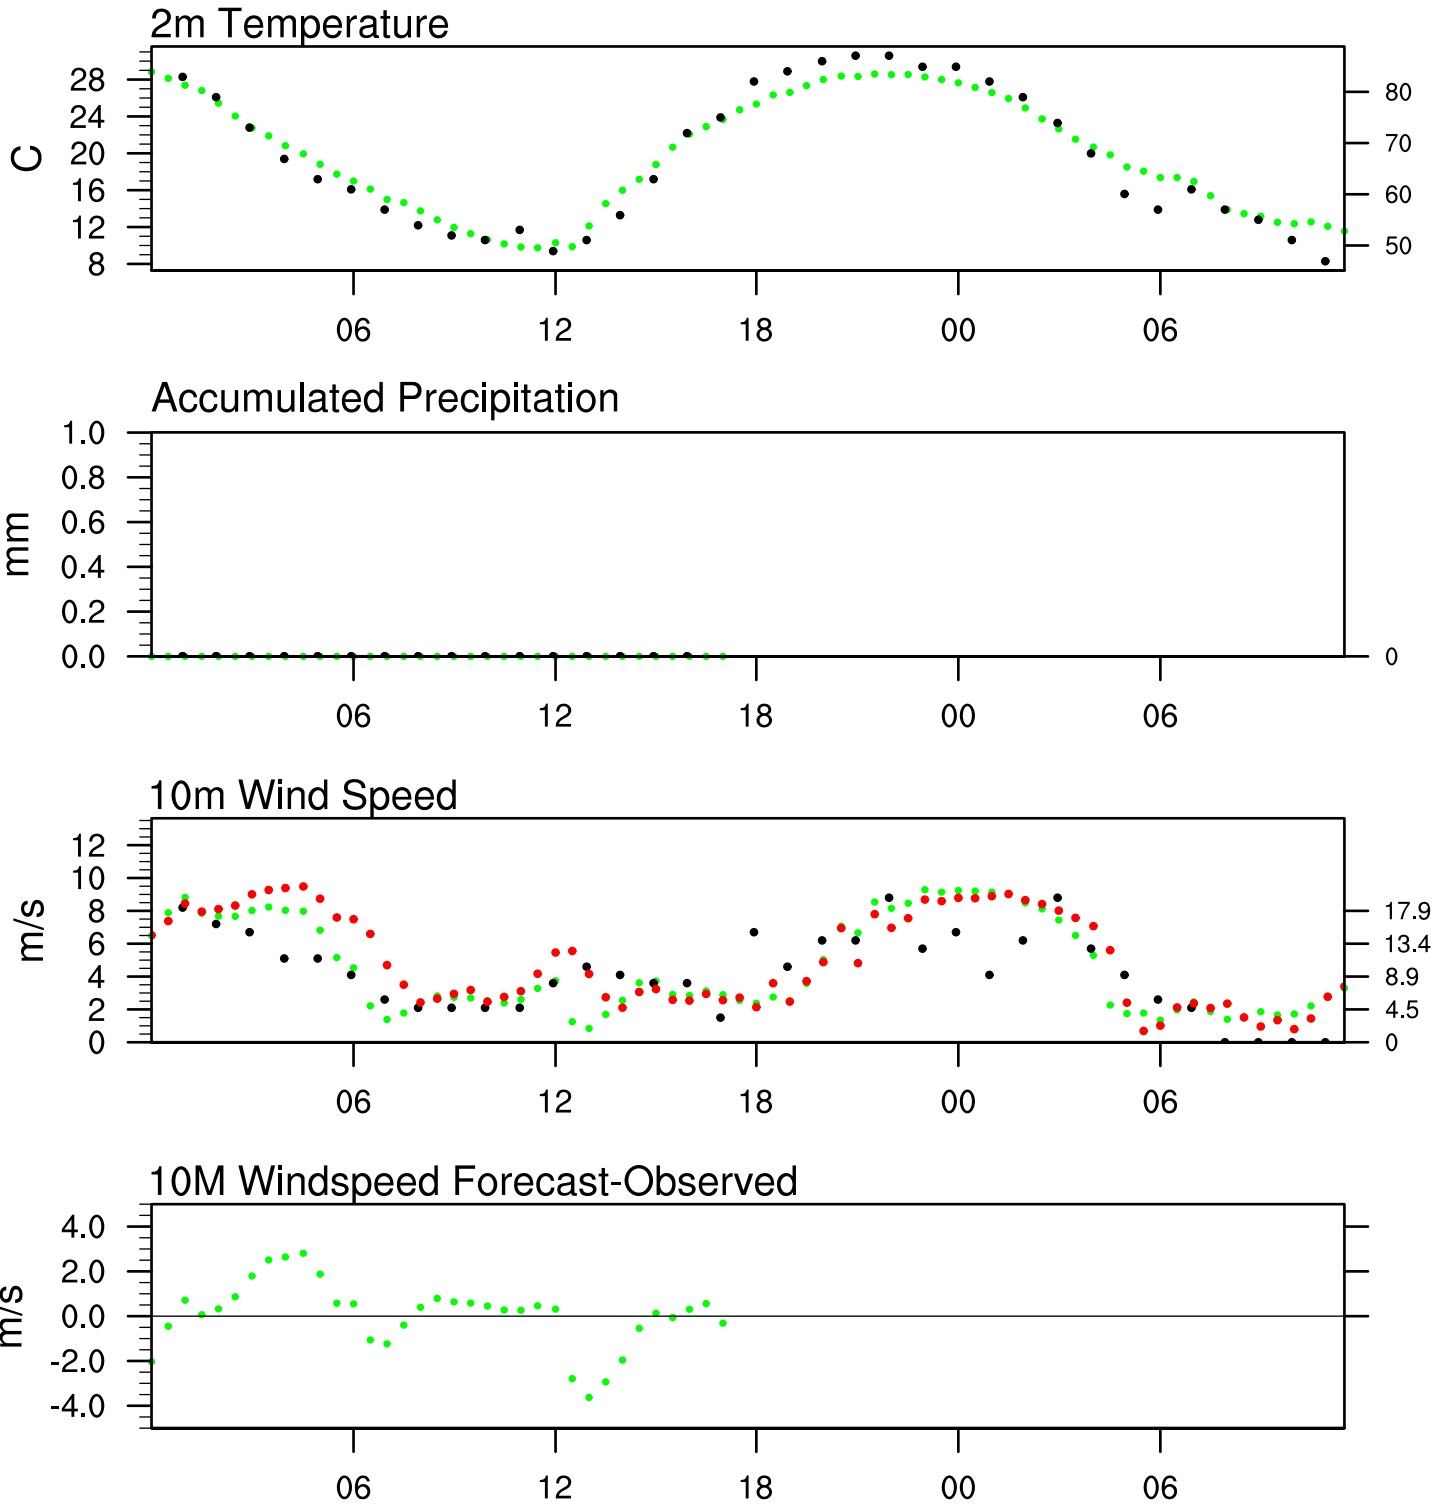 2m Temperature
28
24
20
16
12
8
C
80
70
60
50
06 12 18 00 06
Accumulated Precipitation
1.0
0.8
0.6
0.4
0.2
0.0
mm
0
06 12 18 00 06
10m Wind Speed
12
10
8
6
4
2
0
m/s
17.9
13.4
8.9
4.5
0
06 12 18 00 06
10M Windspeed Forecast-Observed
4.0
2.0
0.0
-2.0
-4.0
m/s
06 12 18 00 06